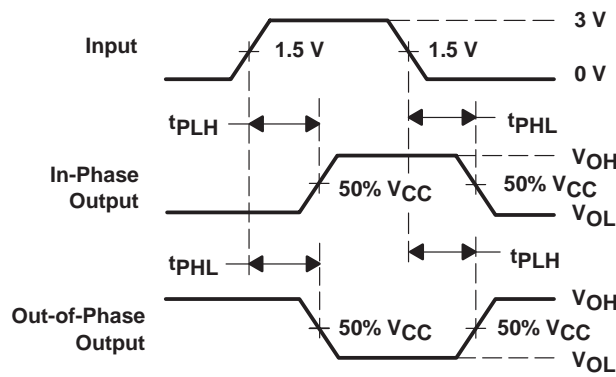 3 V
Input
1.5 V
1.5 V
0 V
tPLH
tPHL
VOH
In-Phase
Output
50% VCC
50% VCC
VOL
tPHL
tPLH
VOH
Out-of-Phase
Output
50% VCC
50% VCC
VOL